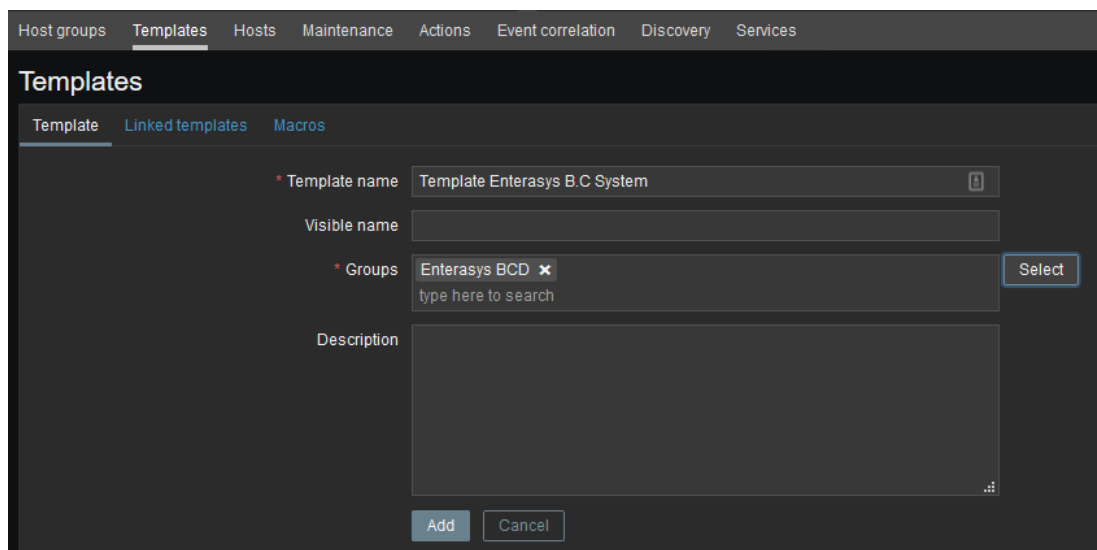 Host groups Templates Hosts Maintenance Actions Event correlation Discovery Services
Templates
Template Linked templates Macros
* Template name Template Enterasys B.C System
Visible name
* Groups Enterasys BCD ✖ Select
type here to search
Description
Add Cancel